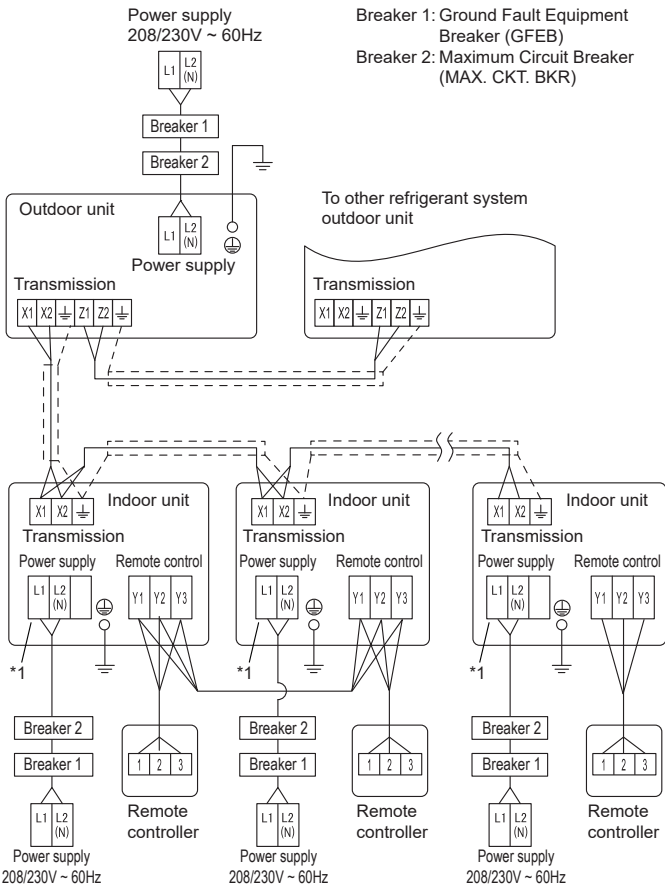 Power supply
208/230V ~ 60Hz
Breaker 1: Ground Fault Equipment
Breaker (GFEB)
Breaker 2: Maximum Circuit Breaker
(MAX. CKT. BKR)
L1 L2
(N)
Breaker 1
Breaker 2
Outdoor unit
L1 L2
(N)
Power supply
Transmission
X1 X2 Z1 Z2
To other refrigerant system
outdoor unit
Transmission
X1 X2 Z1 Z2
Indoor unit
X1 X2
Transmission
Power supply Remote control
L1 L2
(N)
Y1 Y2 Y3
*1
Indoor unit
X1 X2
Transmission
Power supply Remote control
L1 L2
(N)
Y1 Y2 Y3
*1
Indoor unit
X1 X2
Transmission
Power supply Remote control
L1 L2
(N)
Y1 Y2 Y3
*1
Breaker 2
Breaker 1
L1 L2
(N)
Power supply
208/230V ~ 60Hz
1 2 3
Remote
controller
Breaker 2
Breaker 1
L1 L2
(N)
Power supply
208/230V ~ 60Hz
1 2 3
Remote
controller
Breaker 2
Breaker 1
L1 L2
(N)
Power supply
208/230V ~ 60Hz
1 2 3
Remote
controller